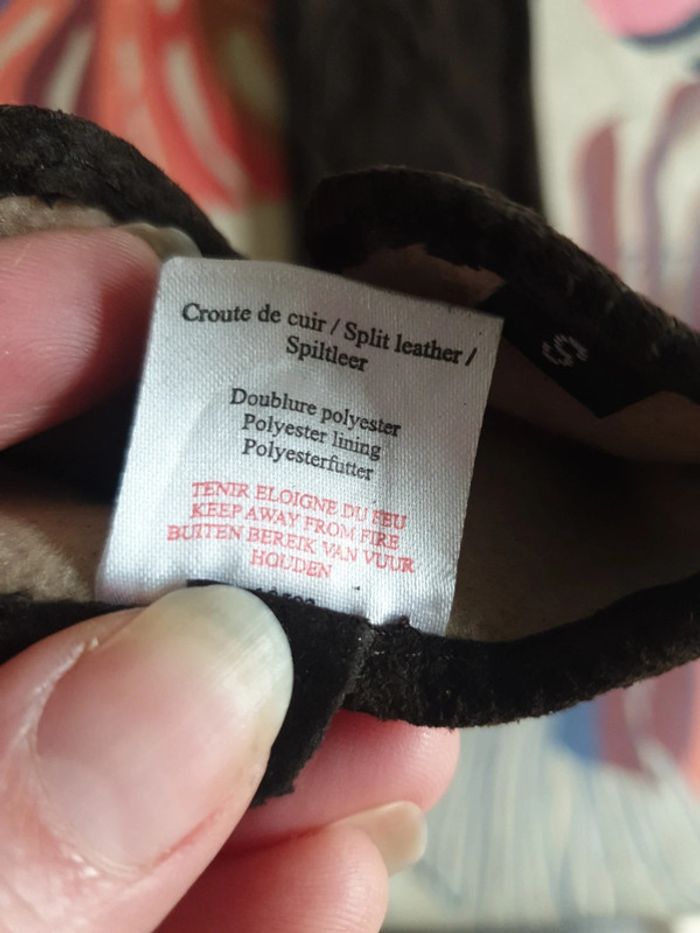 Croute de cuir / Split leather /
Spiltleer
Doublure polyester
Polyester lining
Polyesterfutter
TENIR ELOIGNE DU FEU
KEEP AWAY FROM FIRE
BUITEN BEREIK VAN VUUR
HOUDEN
S